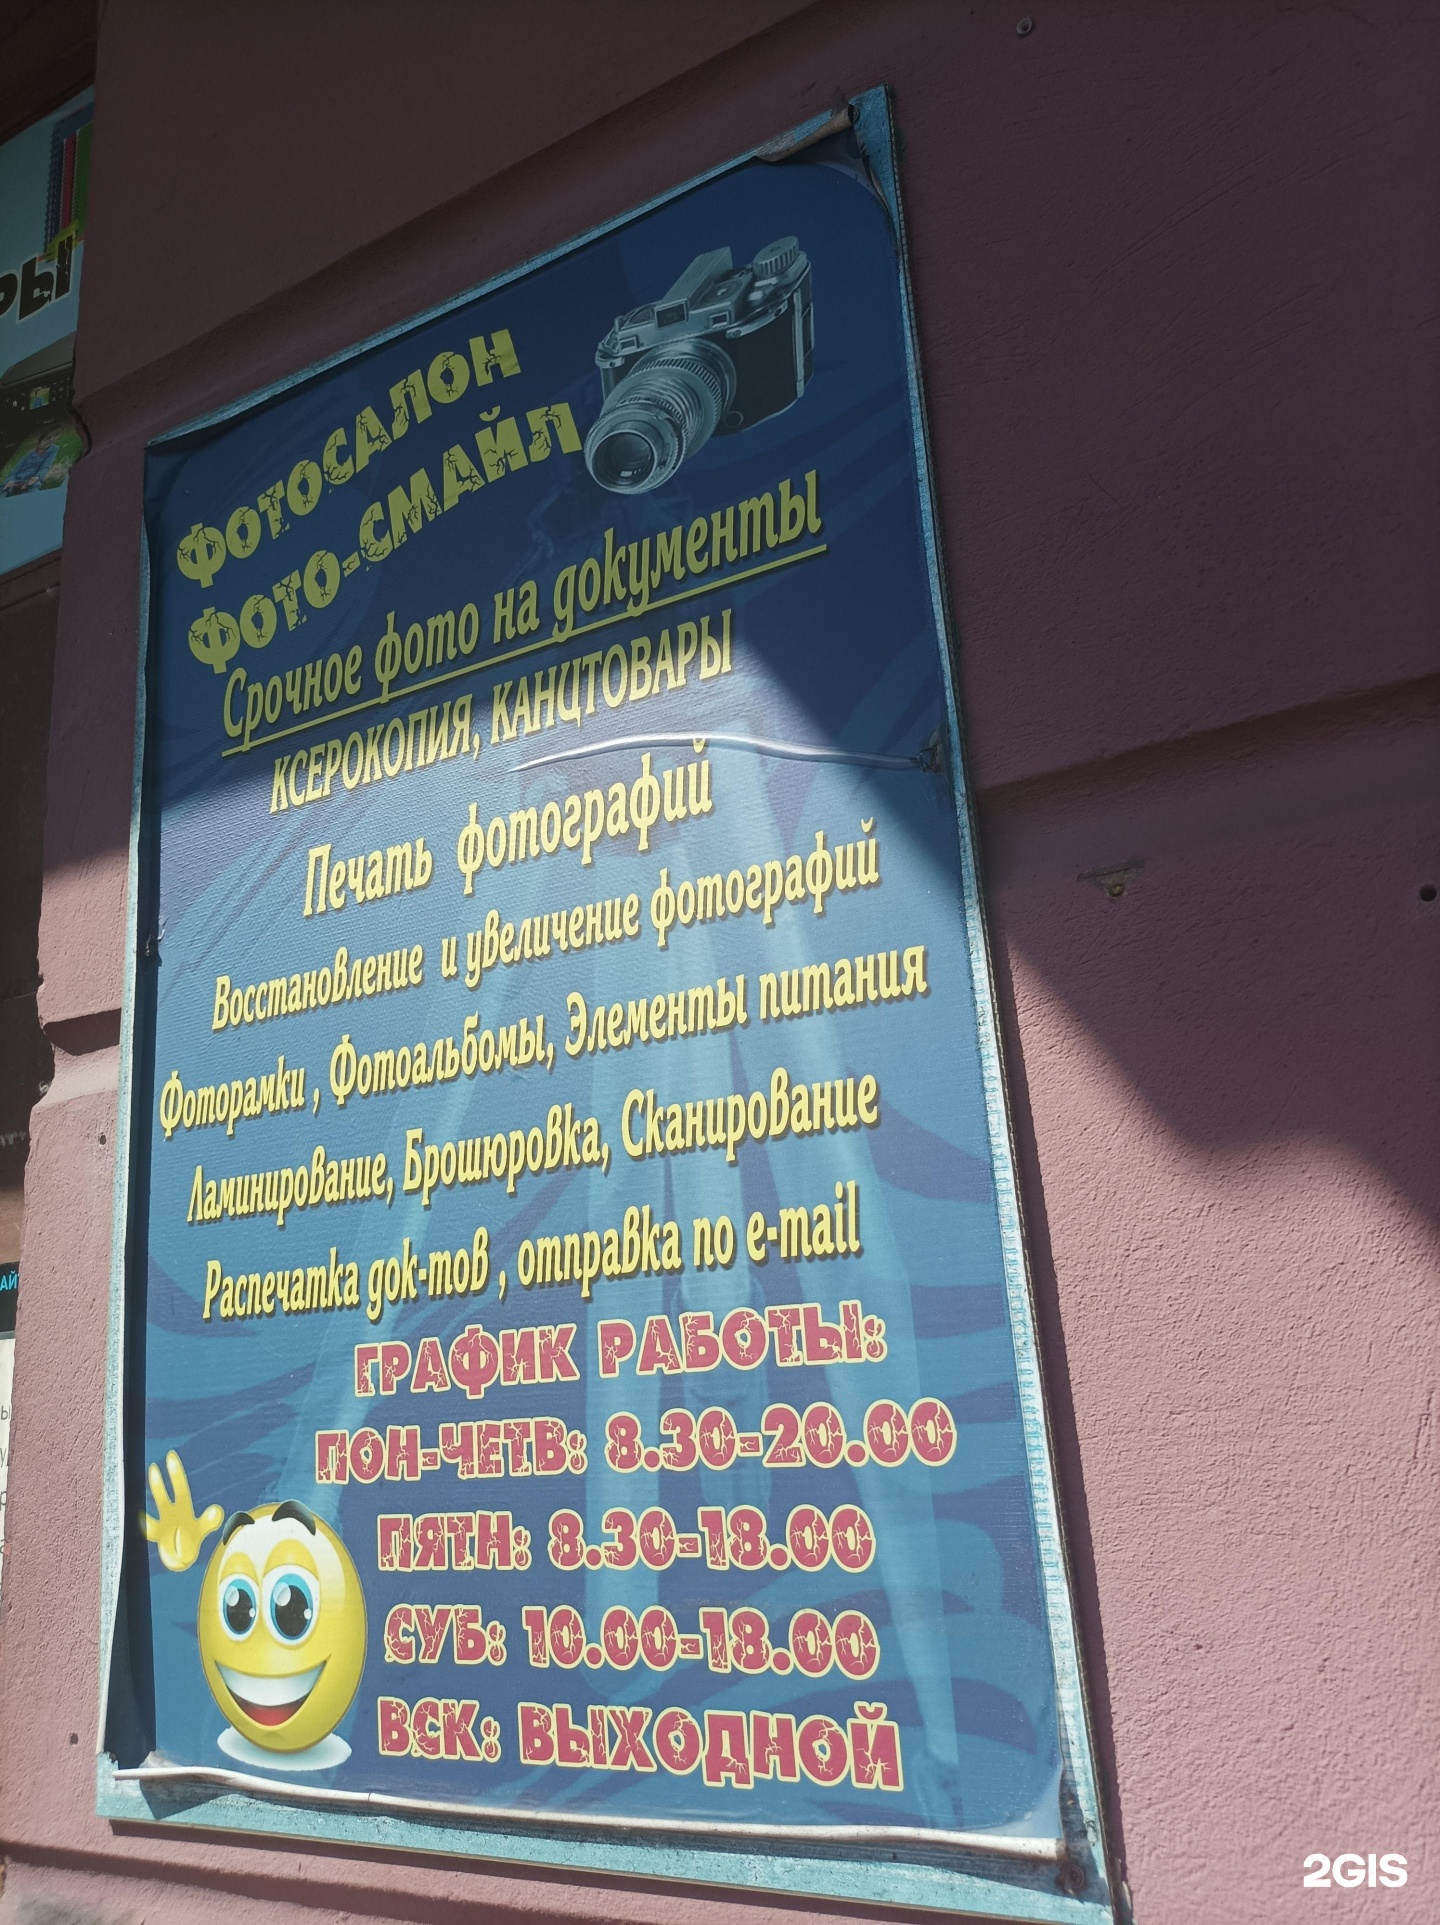 РЫ
ФОТОСАЛОН
ФОТО-СМАЙЛ
Срочное фото на документы
КСЕРОКОПИЯ, КАНЦТОВАРЫ
Печать фотографий
Восстановление и увеличение фотографий
Фоторамки , Фотоальбомы, Элементы питания
Ламинирование, Брошюровка, Сканирование
Распечатка док-тов , отправка по e-mail
ГРАФИК РАБОТЫ:
ПОН-ЧЕТВ: 8.30-20.00
ПЯТН: 8.30-18.00
СУБ: 10.00-18.00
ВСК: ВЫХОДНОЙ
2GIS